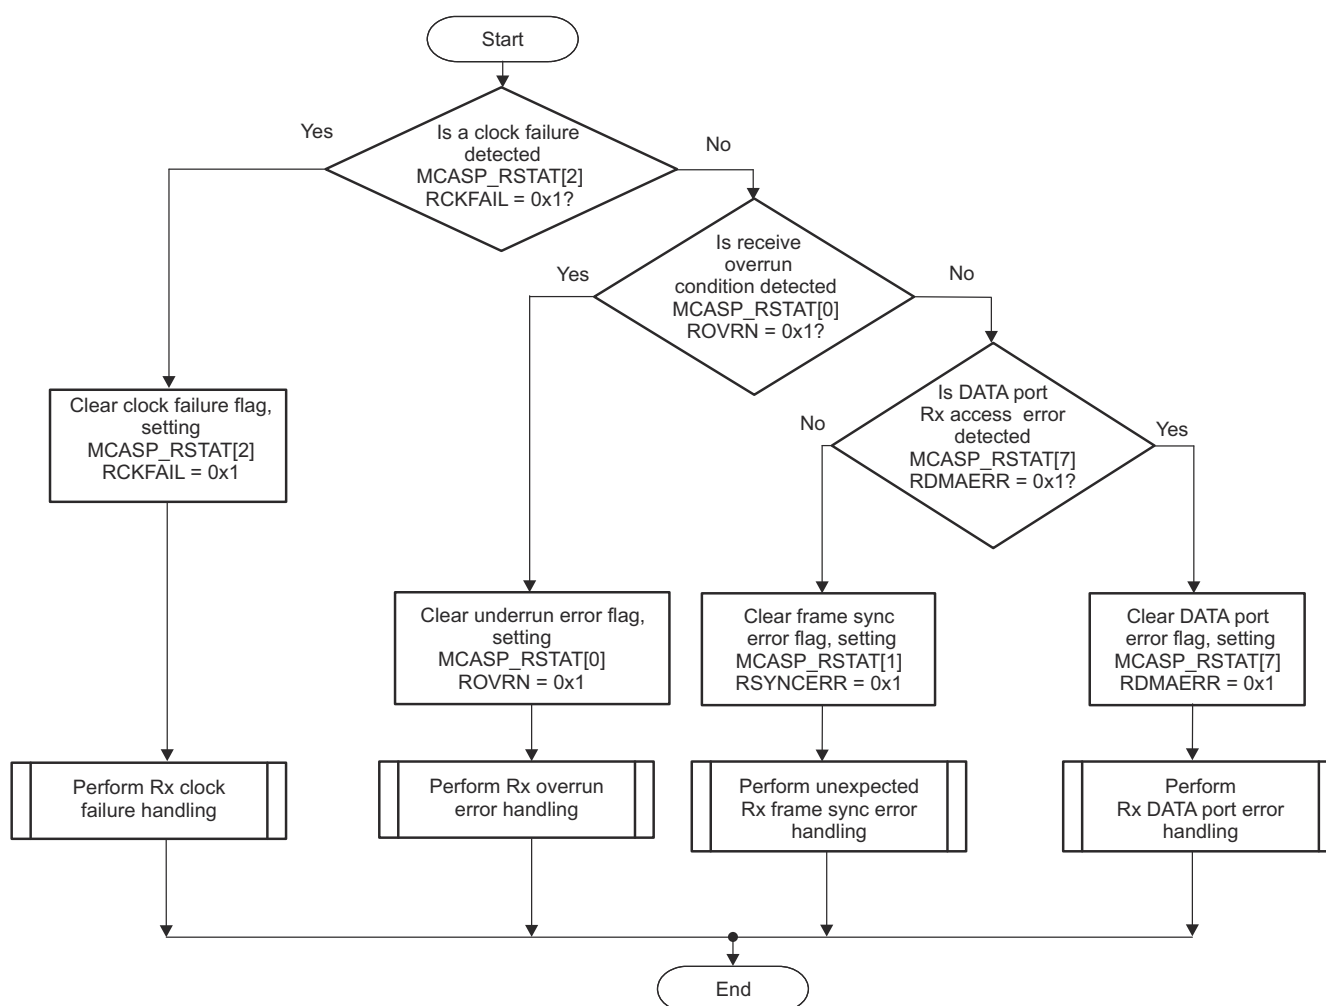 Start
Yes
Is a clock failure
detected
MCASP_RSTAT[2]
RCKFAIL = 0x1?
No
Yes
Is receive
overrun
condition detected
MCASP_RSTAT[0]
ROVRN = 0x1?
No
No
Is DATA port
Rx access error
detected
MCASP_RSTAT[7]
RDMAERR = 0x1?
Yes
Clear clock failure flag,
setting
MCASP_RSTAT[2]
RCKFAIL = 0x1
Clear underrun error flag,
setting
MCASP_RSTAT[0]
ROVRN = 0x1
Clear frame sync
error flag, setting
MCASP_RSTAT[1]
RSYNCERR = 0x1
Clear DATA port
error flag, setting
MCASP_RSTAT[7]
RDMAERR = 0x1
Perform Rx clock
failure handling
Perform Rx overrun
error handling
Perform unexpected
Rx frame sync error
handling
Perform
Rx DATA port error
handling
End